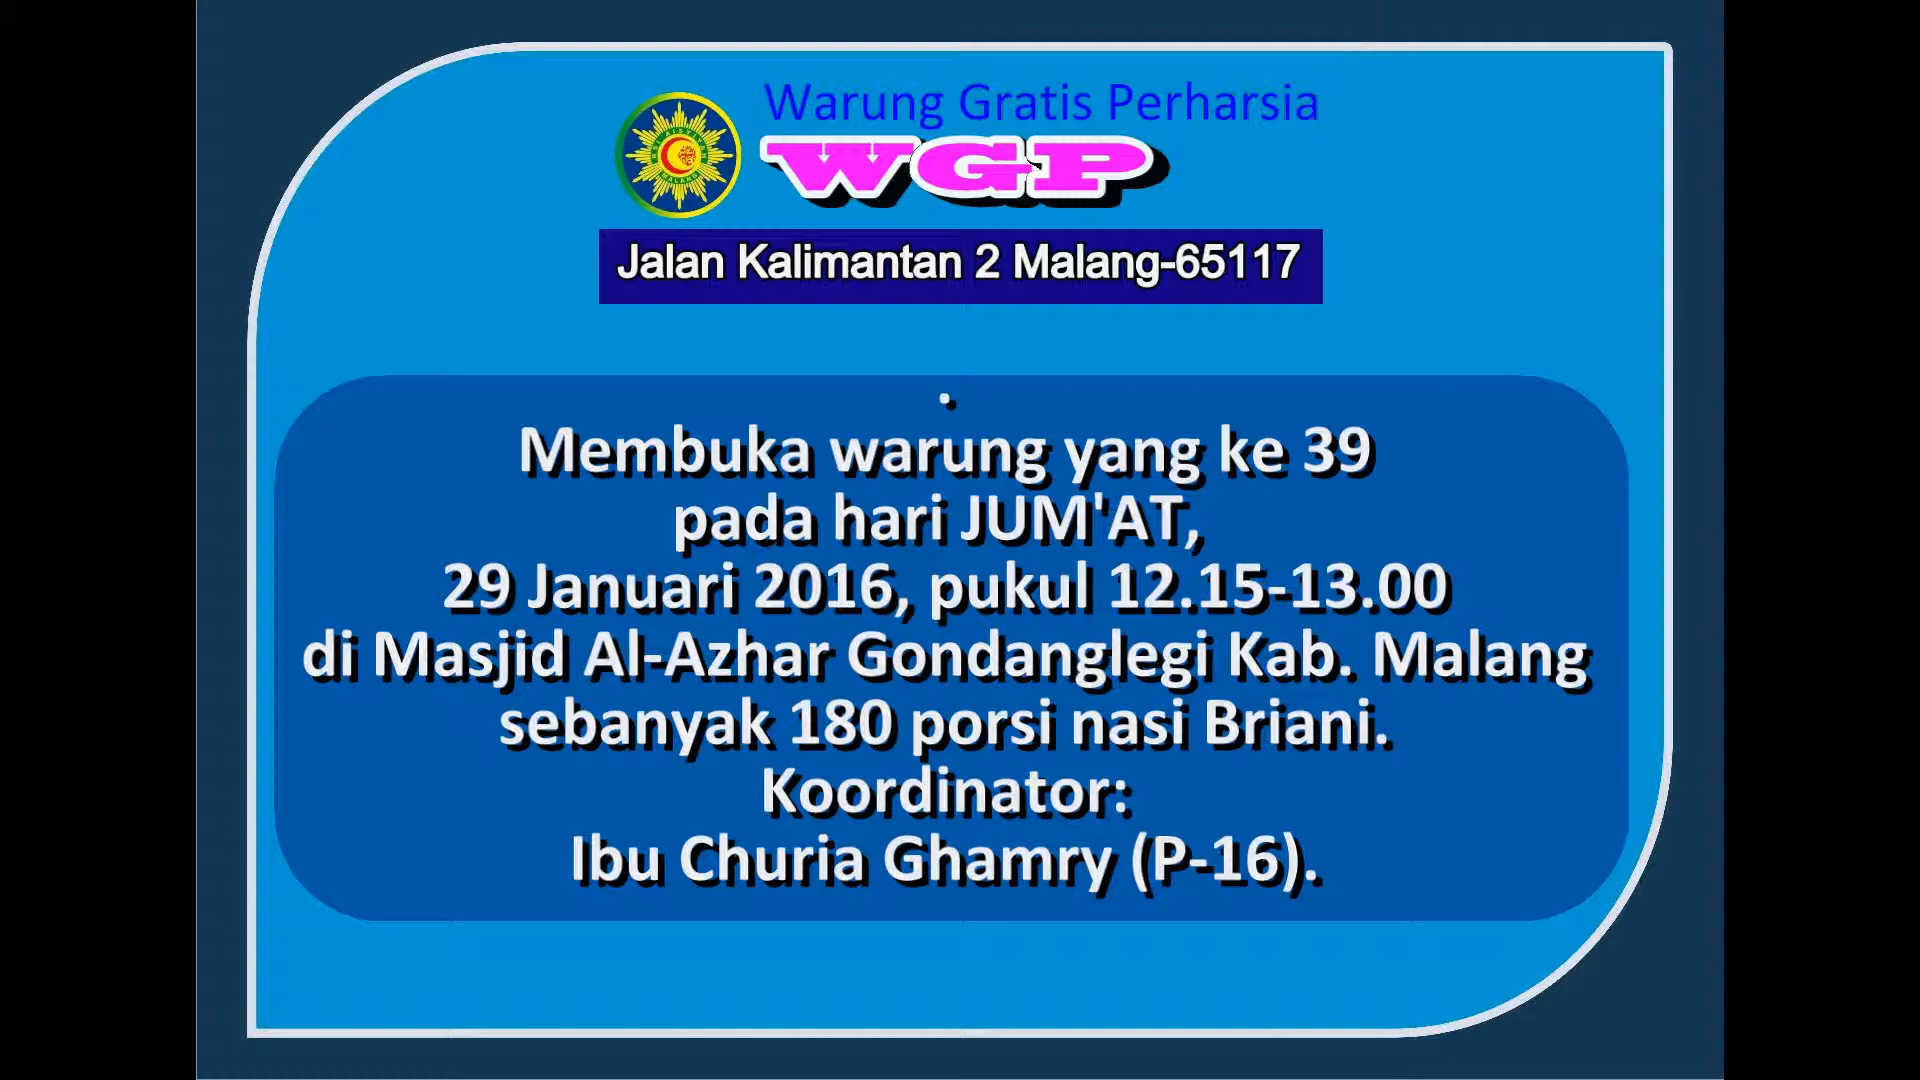 Warung Gratis Perharsia
WGP
Jalan Kalimantan 2 Malang-65117
.
Membuka warung yang ke 39
pada hari JUM'AT,
29 Januari 2016, pukul 12.15-13.00
di Masjid Al-Azhar Gondanglegi Kab. Malang
sebanyak 180 porsi nasi Briani.
Koordinator:
Ibu Churia Ghamry (P-16).